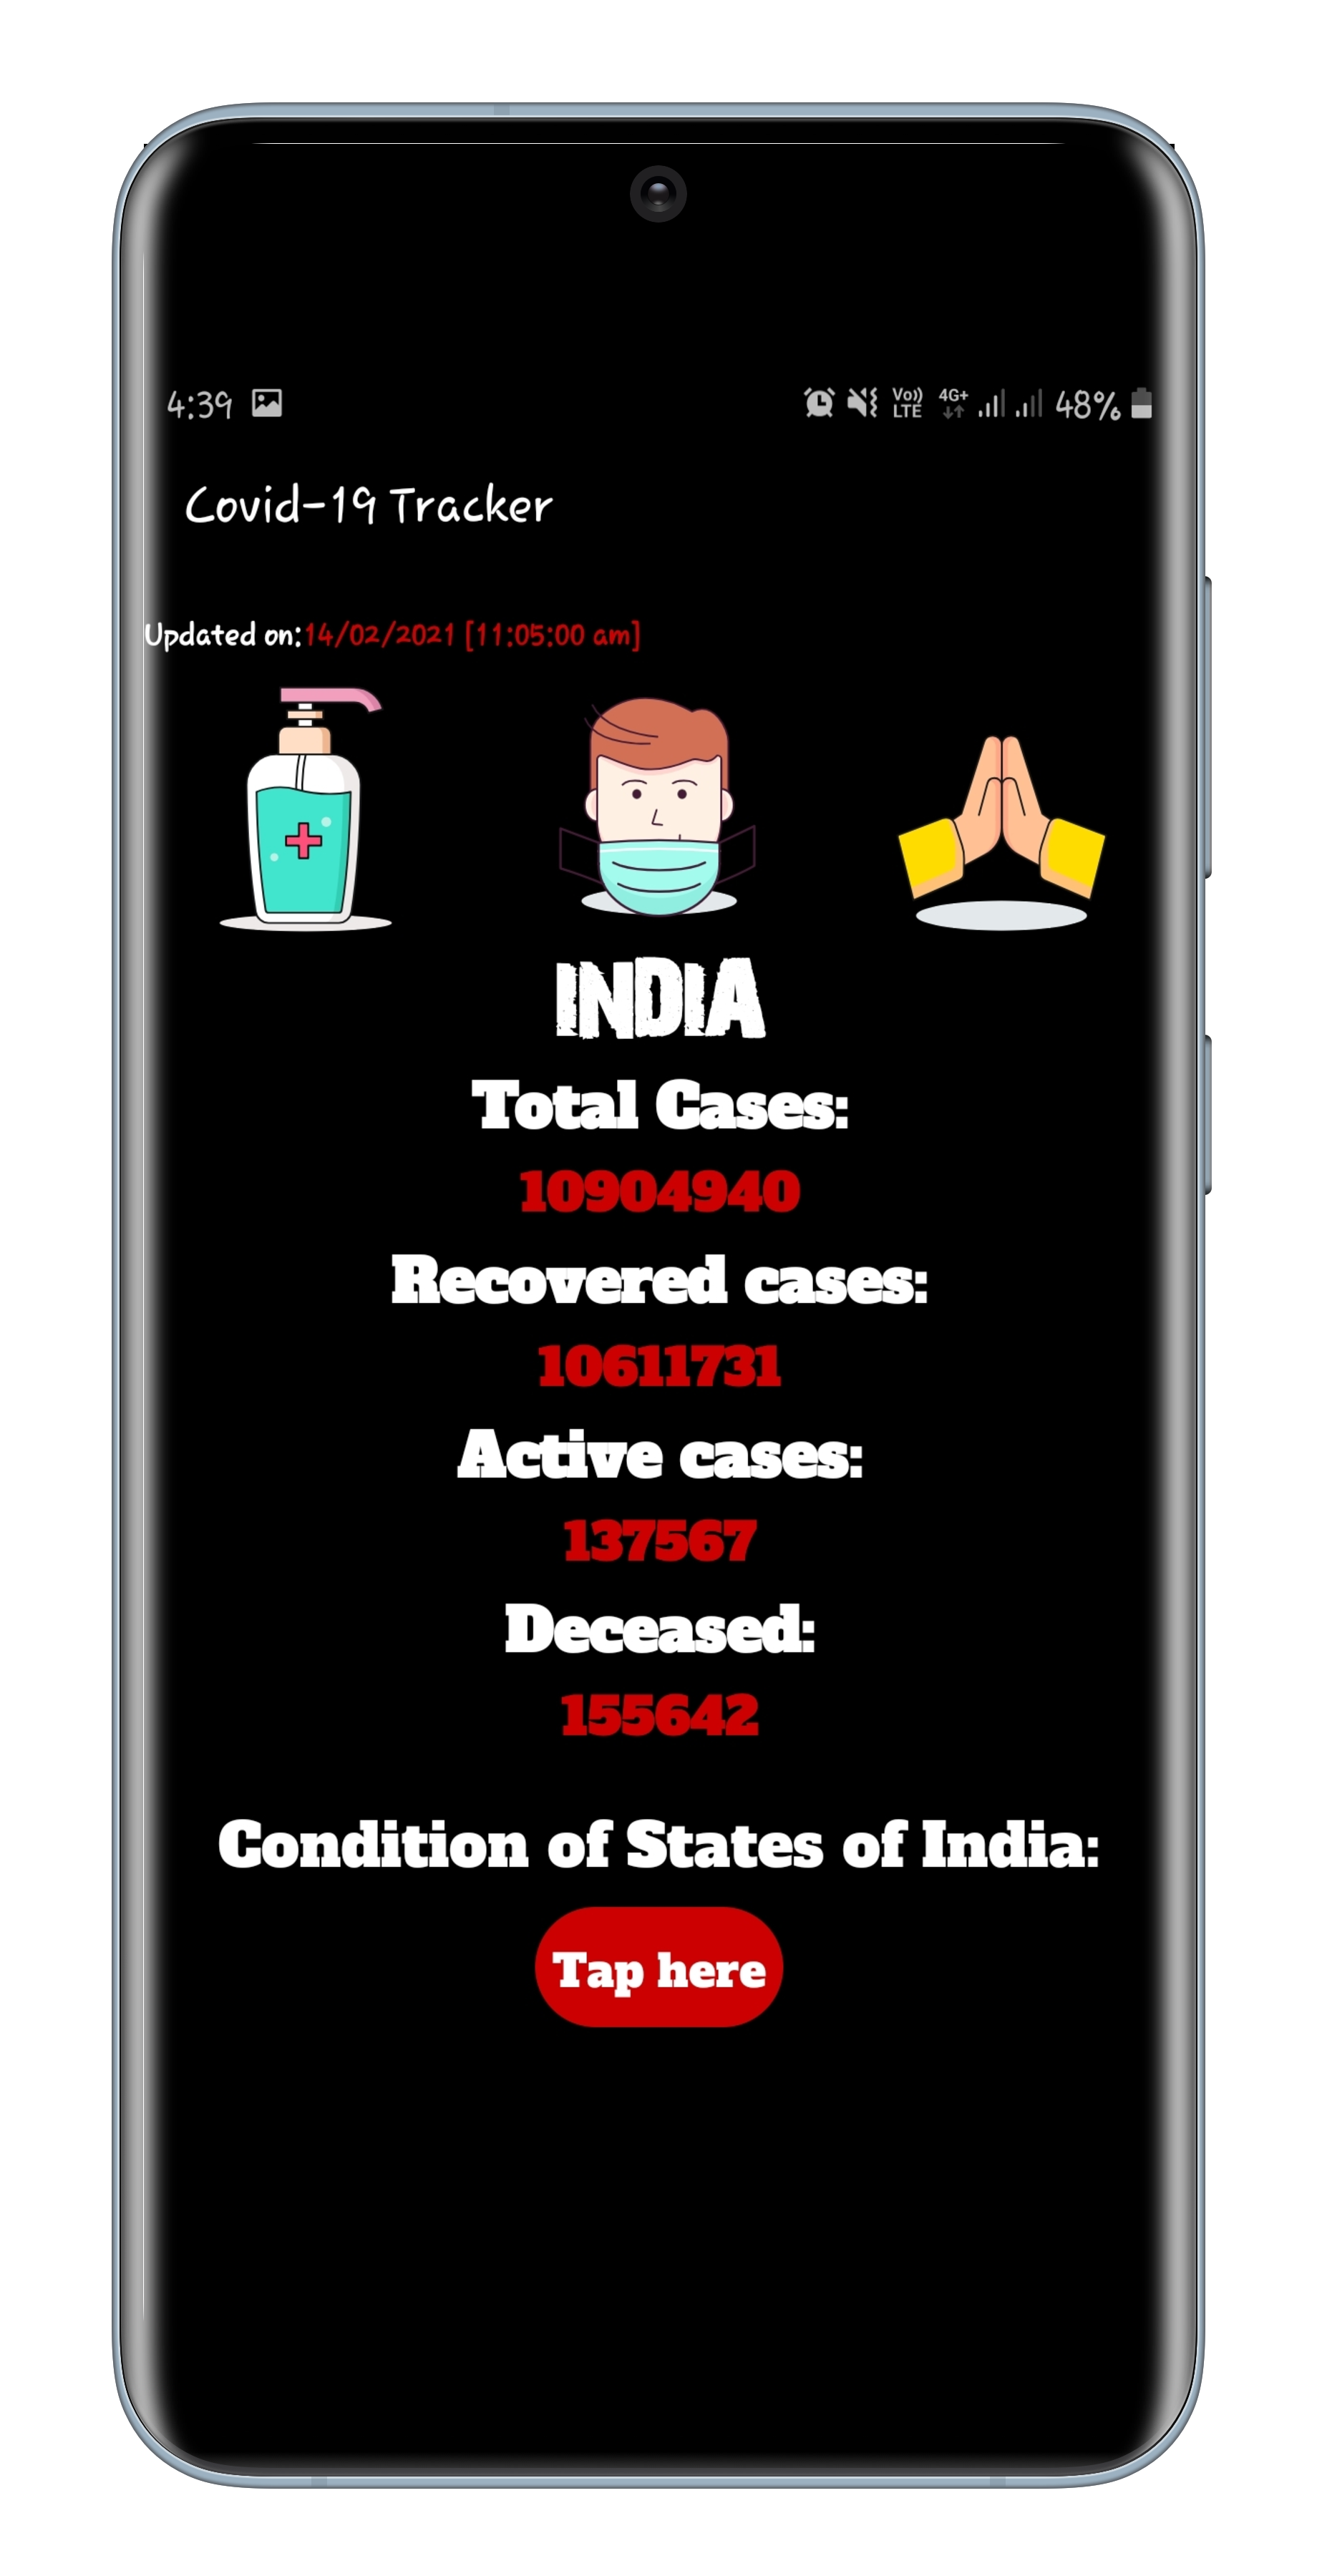 4:39 Vo)) LTE 4G+ 48%
Covid-19 Tracker
Updated on:14/02/2021 [11:05:00 am]
INDIA
Total Cases:
10904940
Recovered cases:
10611731
Active cases:
137567
Deceased:
155642
Condition of States of India:
Tap here